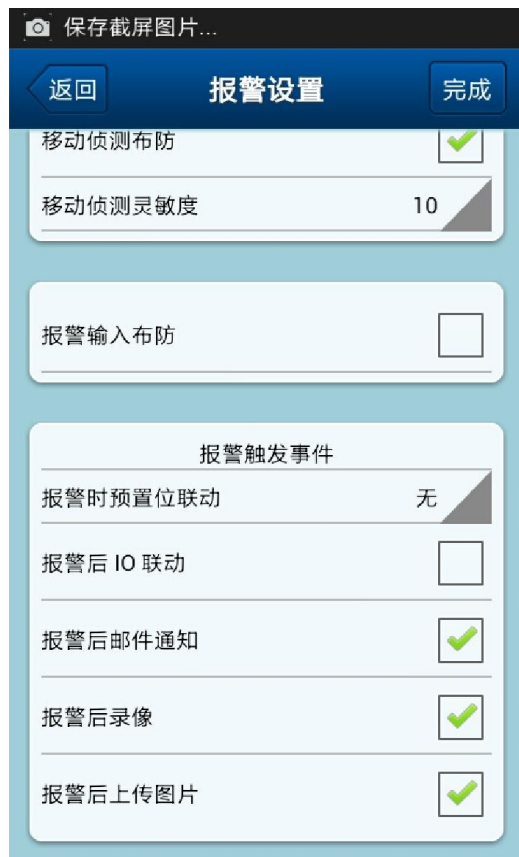 保存截屏图片...
返回
报警设置
完成
移动侦测布防
移动侦测灵敏度 10
报警输入布防
报警触发事件
报警时预置位联动 无
报警后 IO 联动
报警后邮件通知
报警后录像
报警后上传图片